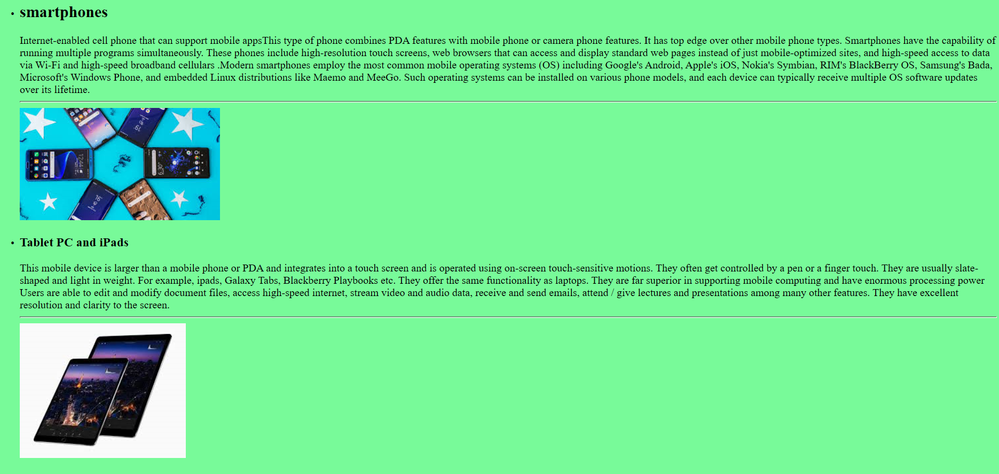 smartphones
Internet-enabled cell phone that can support mobile appsThis type of phone combines PDA features with mobile phone or camera phone features. It has top edge over other mobile phone types. Smartphones have the capability of
running multiple programs simultaneously. These phones include high-resolution touch screens, web browsers that can access and display standard web pages instead of just mobile-optimized sites, and high-speed access to data
via Wi-Fi and high-speed broadband cellulars .Modern smartphones employ the most common mobile operating systems (OS) including Google's Android, Apple's iOS, Nokia's Symbian, RIM's BlackBerry OS, Samsung's Bada,
Microsoft's Windows Phone, and embedded Linux distributions like Maemo and MeeGo. Such operating systems can be installed on various phone models, and each device can typically receive multiple OS software updates
over its lifetime.
12:44
6:30
Tablet PC and iPads
This mobile device is larger than a mobile phone or PDA and integrates into a touch screen and is operated using on-screen touch-sensitive motions. They often get controlled by a pen or a finger touch. They are usually slate-
shaped and light in weight. For example, ipads, Galaxy Tabs, Blackberry Playbooks etc. They offer the same functionality as laptops. They are far superior in supporting mobile computing and have enormous processing power
Users are able to edit and modify document files, access high-speed internet, stream video and audio data, receive and send emails, attend / give lectures and presentations among many other features. They have excellent
resolution and clarity to the screen.